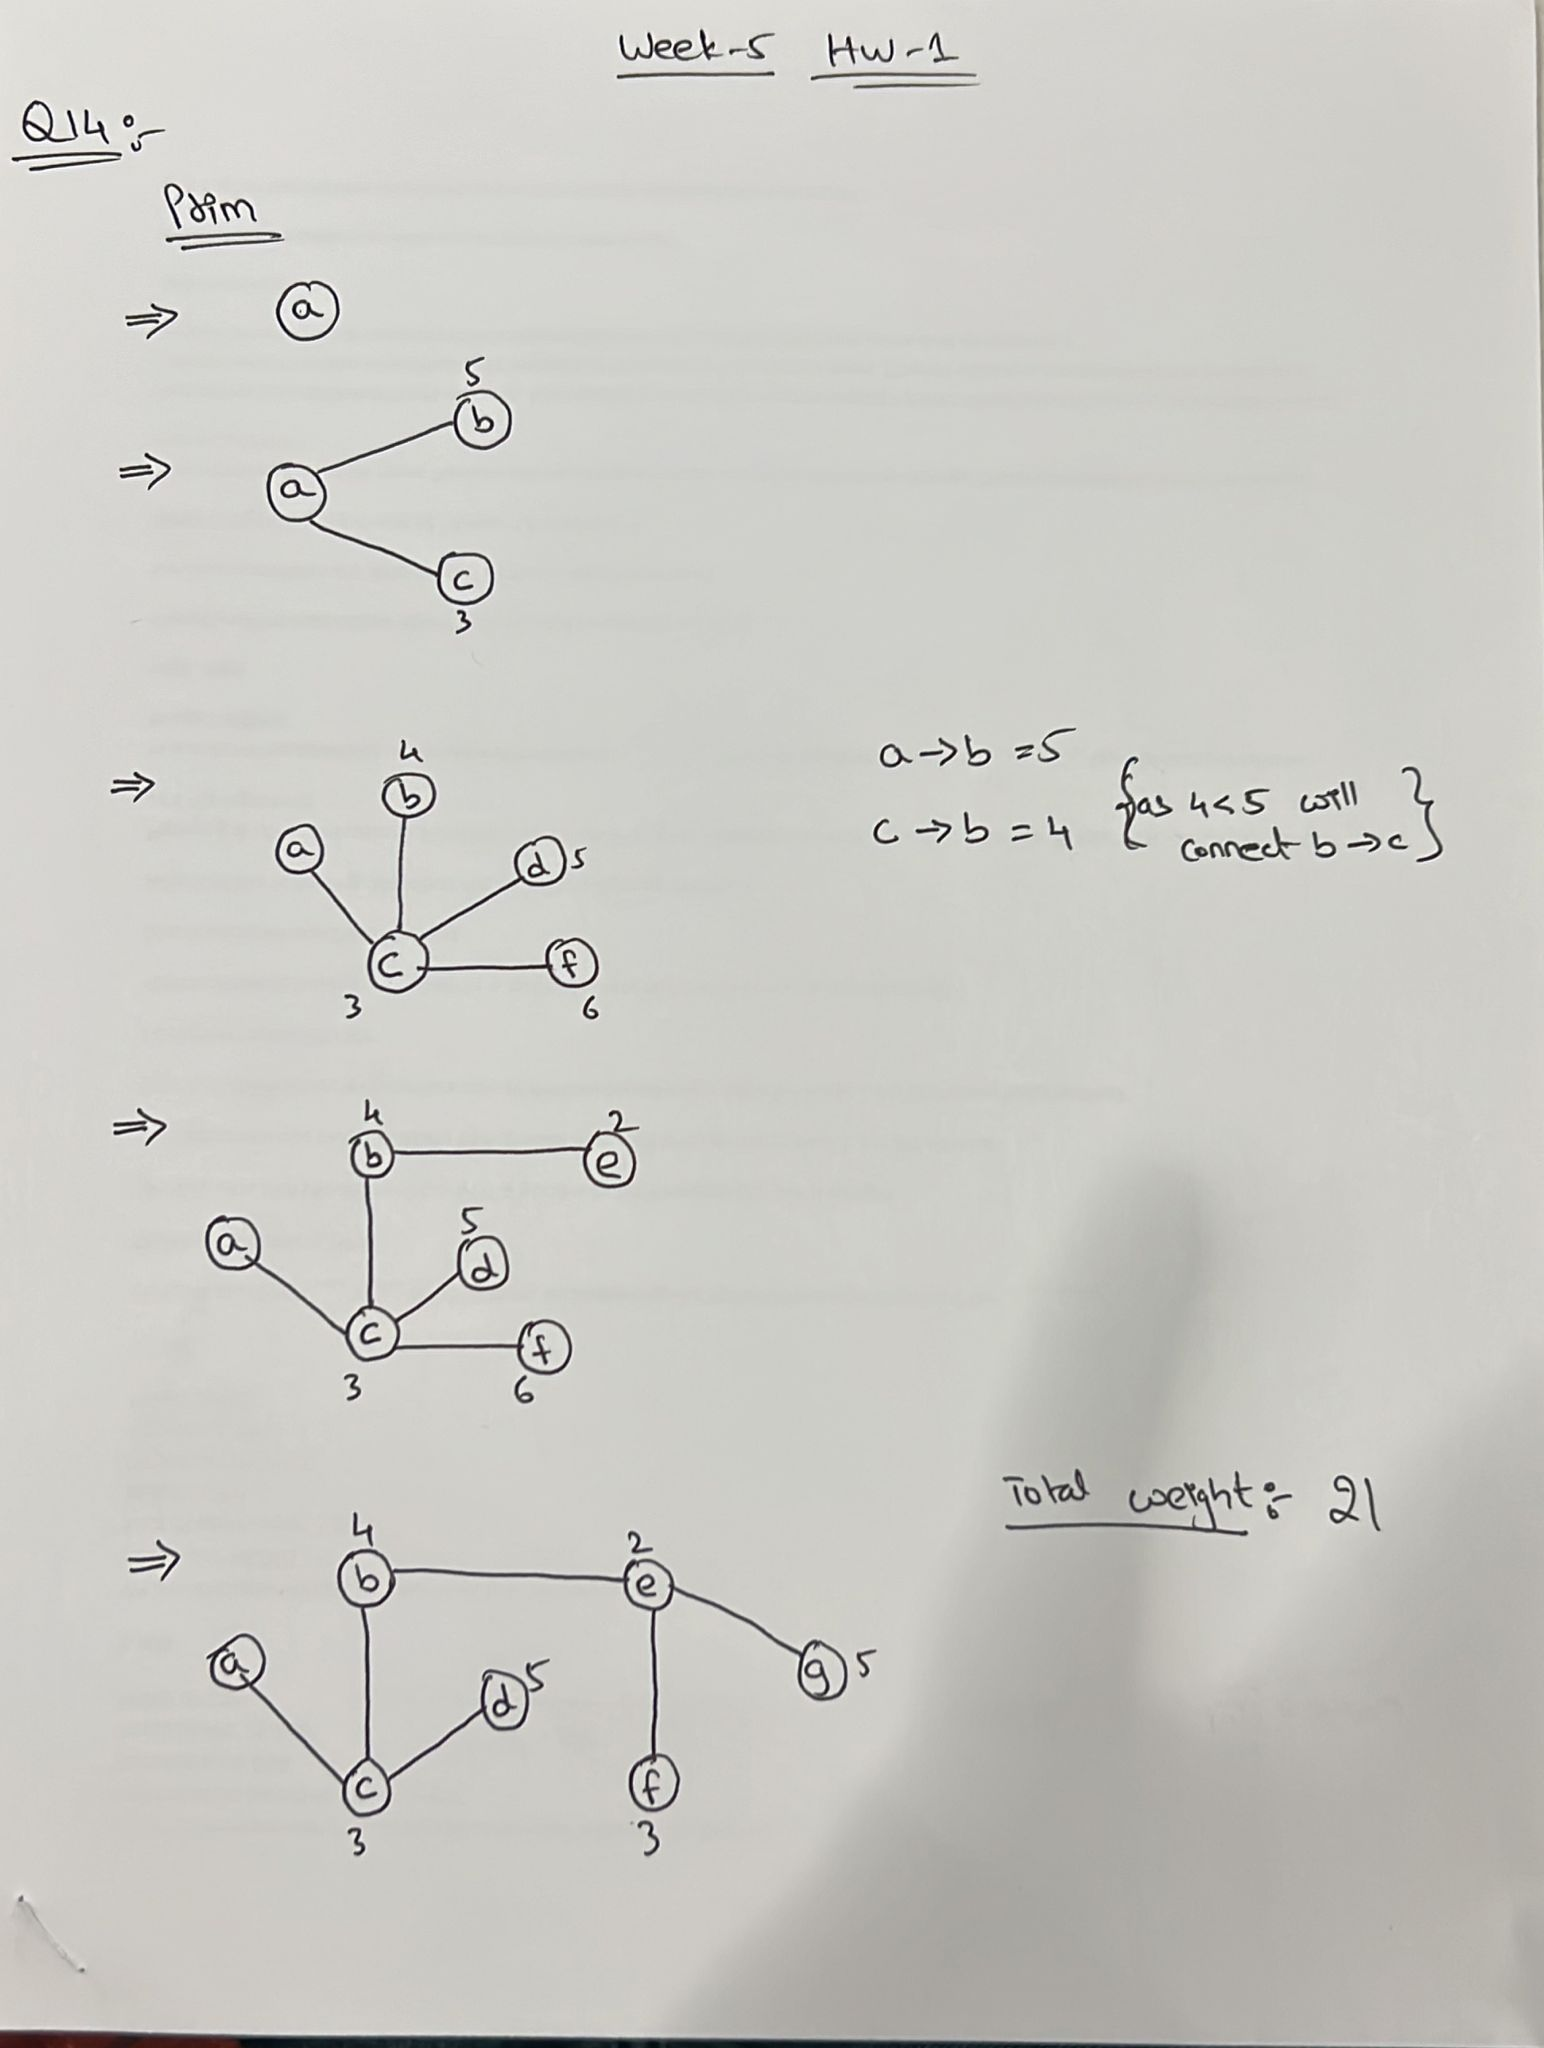 Week-5 HW-1
Q14:-
Prim
⇒ a
5
b
⇒ a
c
3
4
⇒ b
a
d 5
c f
3 6
a → b = 5
c → b = 4 {as 4<5 will
connect b → c}
4 2
⇒ b e
5
a d
c f
3 6
Total weight:- 21
4 2
⇒ b e
a g 5
d 5
c f
3 3